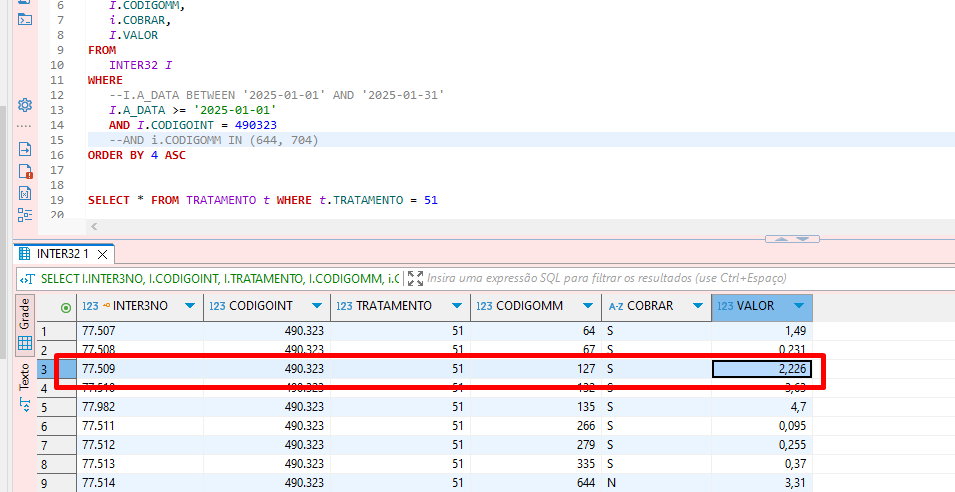 6 I.CODIGOMM,
7 i.COBRAR,
8 I.VALOR
9 FROM
10 INTER32 I
11 WHERE
12 --I.A_DATA BETWEEN '2025-01-01' AND '2025-01-31'
13 I.A_DATA >= '2025-01-01'
14 AND I.CODIGOINT = 490323
15 --AND i.CODIGOMM IN (644, 704)
16 ORDER BY 4 ASC
17
18
19 SELECT * FROM TRATAMENTO t WHERE t.TRATAMENTO = 51
20
INTER32 1
SELECT I.INTER3NO, I.CODIGOINT, I.TRATAMENTO, I.CODIGOMM, i.C Insira uma expressão SQL para filtrar os resultados (use Ctrl+Espaço)
Grade
Texto
123 INTER3NO 123 CODIGOINT 123 TRATAMENTO 123 CODIGOMM A-Z COBRAR 123 VALOR
1 77.507 490.323 51 64 S 1,49
2 77.508 490.323 51 67 S 0,231
3 77.509 490.323 51 127 S 2,226
4 77.510 490.323 51 132 S 3,63
5 77.982 490.323 51 135 S 4,7
6 77.511 490.323 51 266 S 0,095
7 77.512 490.323 51 279 S 0,255
8 77.513 490.323 51 335 S 0,37
9 77.514 490.323 51 644 N 3,31